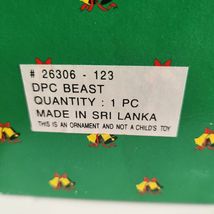 # 26306 - 123
DPC BEAST
QUANTITY : 1 PC
MADE IN SRI LANKA
THIS IS AN ORNAMENT AND NOT A CHILD'S TOY